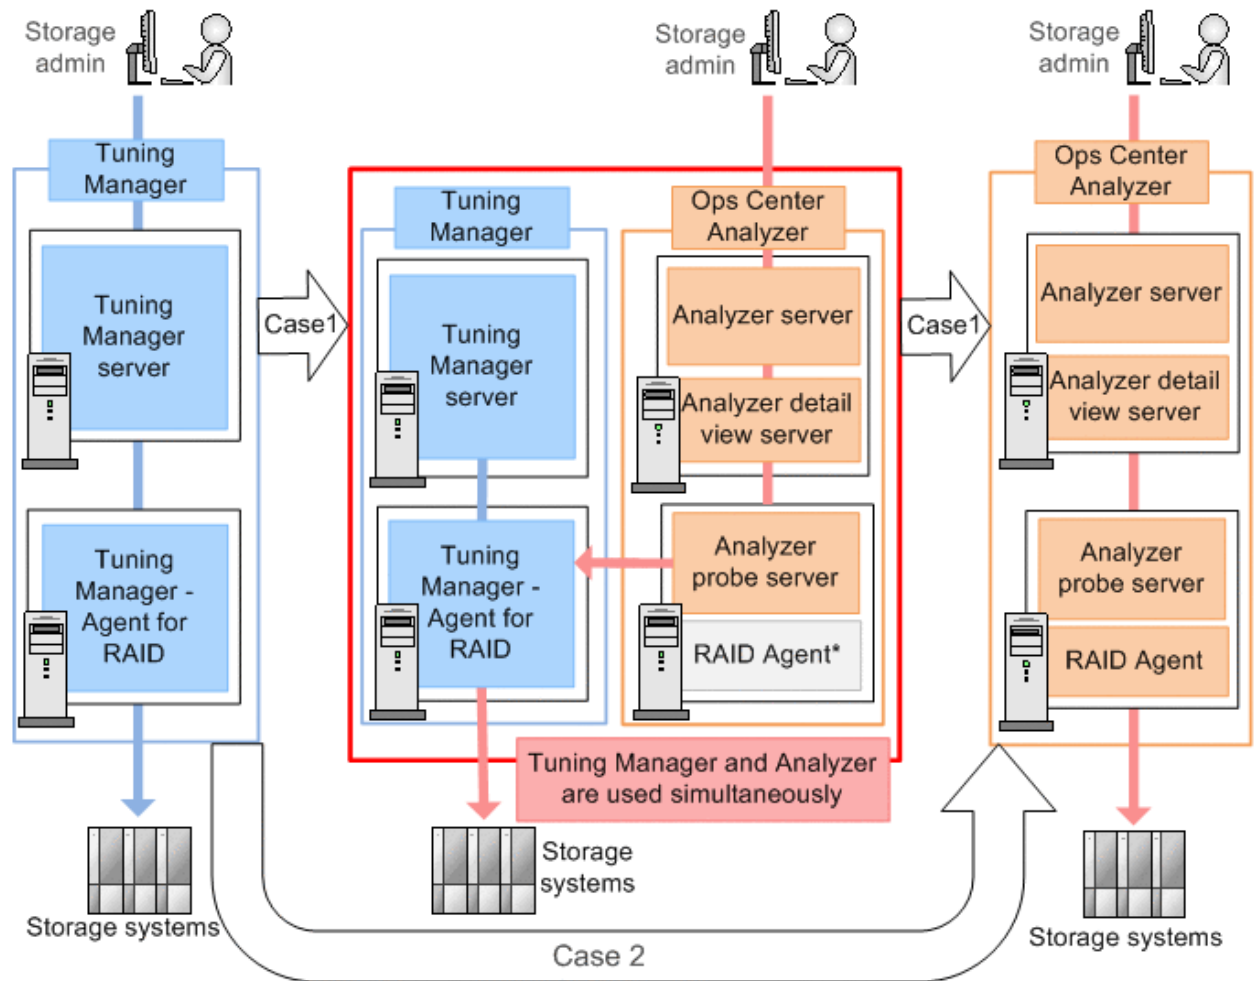 Storage
admin
Tuning
Manager
Tuning
Manager
server
Tuning
Manager -
Agent for
RAID
Storage systems
Case1
Storage
admin
Tuning
Manager
Tuning
Manager
server
Tuning
Manager -
Agent for
RAID
Ops Center
Analyzer
Analyzer server
Analyzer detail
view server
Analyzer
probe server
RAID Agent*
Tuning Manager and Analyzer
are used simultaneously
Storage
systems
Case1
Storage
admin
Ops Center
Analyzer
Analyzer server
Analyzer detail
view server
Analyzer
probe server
RAID Agent
Storage systems
Case 2